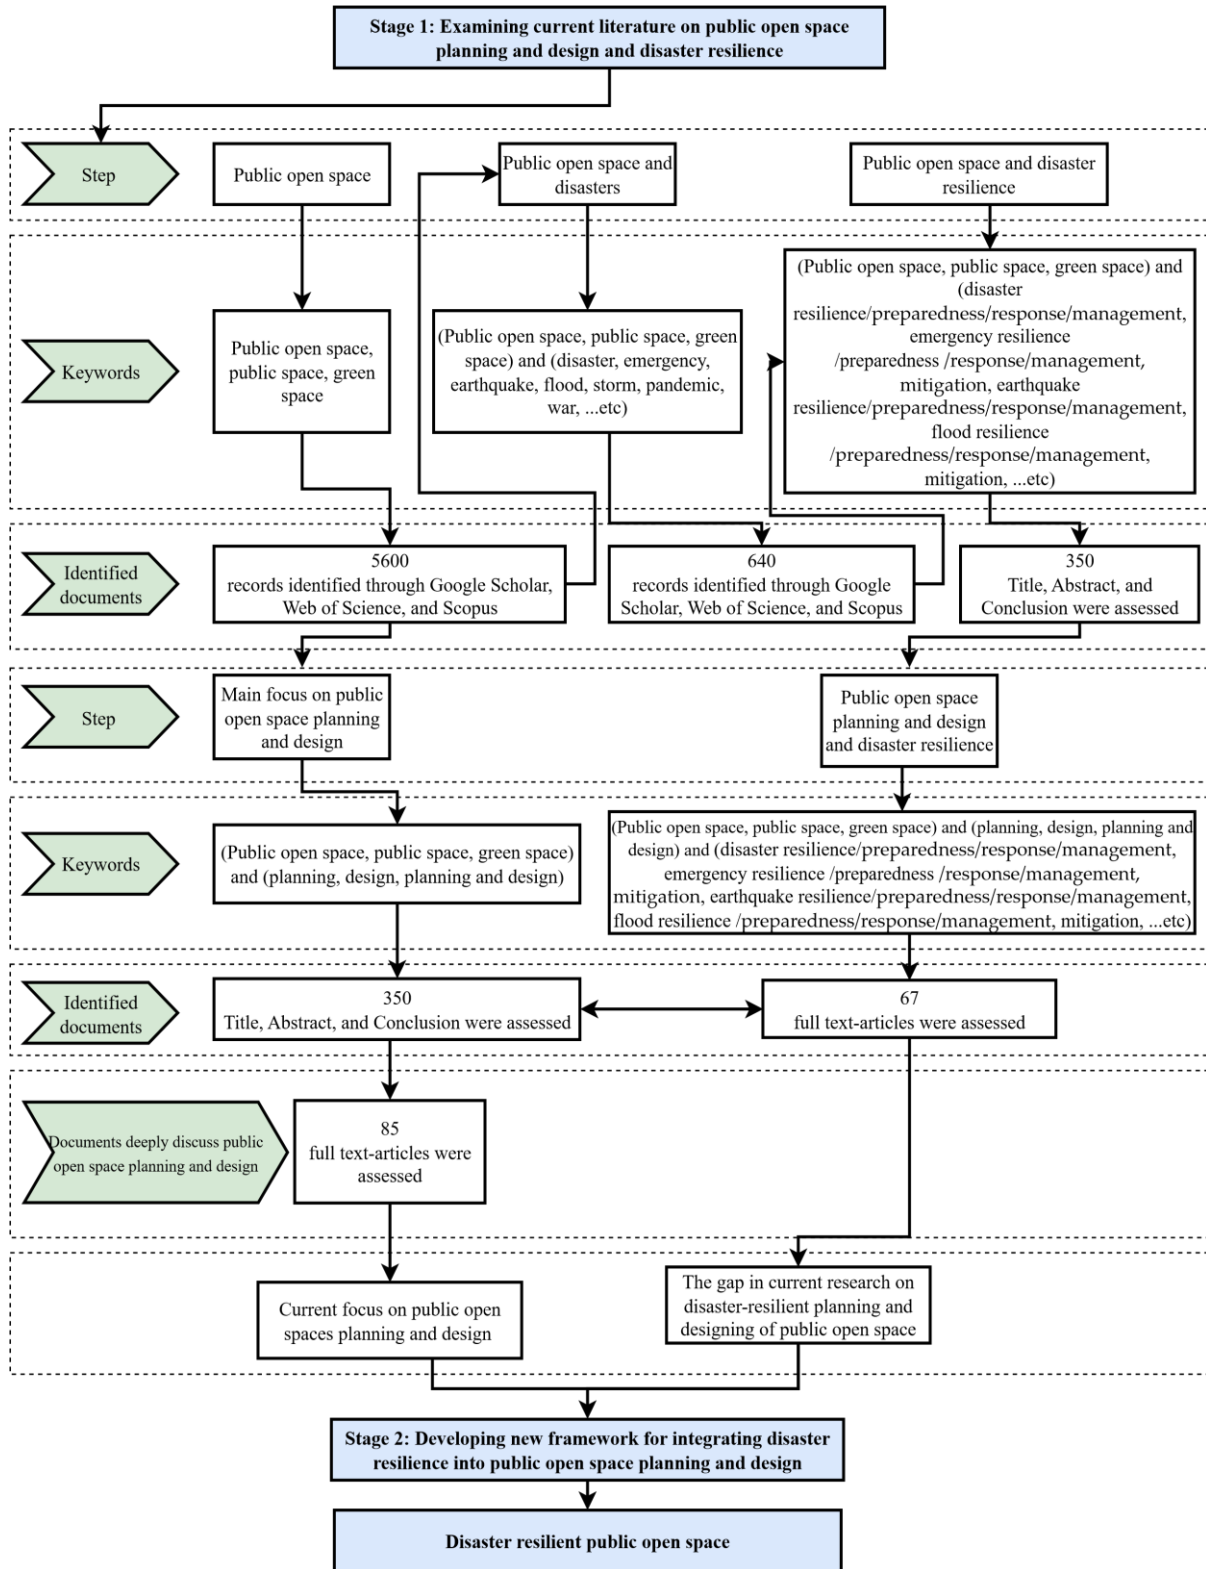 Stage 1: Examining current literature on public open space
planning and design and disaster resilience
Step
Public open space
Public open space and
disasters
Public open space and disaster
resilience
Keywords
Public open space,
public space, green
space
(Public open space, public space, green
space) and (disaster, emergency,
earthquake, flood, storm, pandemic,
war, ...etc)
(Public open space, public space, green space) and
(disaster
resilience/preparedness/response/management,
emergency resilience
/preparedness /response/management,
mitigation, earthquake
resilience/preparedness/response/management,
flood resilience
/preparedness/response/management,
mitigation, ...etc)
Identified
documents
5600
records identified through Google Scholar,
Web of Science, and Scopus
640
records identified through Google
Scholar, Web of Science, and Scopus
350
Title, Abstract, and
Conclusion were assessed
Step
Main focus on public
open space planning
and design
Public open space
planning and design
and disaster resilience
Keywords
(Public open space, public space, green space)
and (planning, design, planning and design)
(Public open space, public space, green space) and (planning, design, planning and
design) and (disaster resilience/preparedness/response/management,
emergency resilience /preparedness /response/management,
mitigation, earthquake resilience/preparedness/response/management,
flood resilience /preparedness/response/management, mitigation, ...etc)
Identified
documents
350
Title, Abstract, and Conclusion were assessed
67
full text-articles were assessed
Documents deeply discuss public
open space planning and design
85
full text-articles were
assessed
Current focus on public open
spaces planning and design
The gap in current research on
disaster-resilient planning and
designing of public open space
Stage 2: Developing new framework for integrating disaster
resilience into public open space planning and design
Disaster resilient public open space